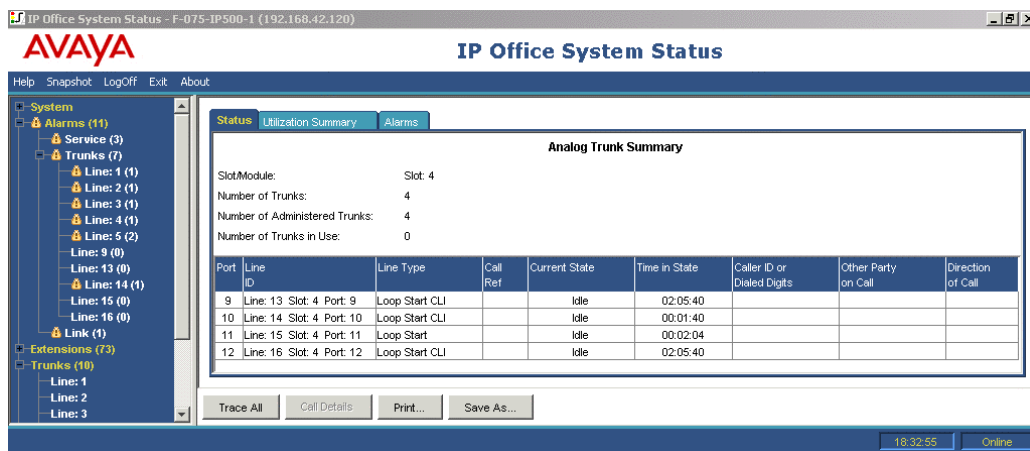 IP Office System Status - F-075-IP500-1 (192.168.42.120)
AVAYA
IP Office System Status
Help Snapshot LogOff Exit About
System
Alarms (11)
Service (3)
Trunks (7)
Line: 1 (1)
Line: 2 (1)
Line: 3 (1)
Line: 4 (1)
Line: 5 (2)
Line: 9 (0)
Line: 13 (0)
Line: 14 (1)
Line: 15 (0)
Line: 16 (0)
Link (1)
Extensions (73)
Trunks (10)
Line: 1
Line: 2
Line: 3
Status Utilization Summary Alarms
Analog Trunk Summary
Slot/Module: Slot: 4
Number of Trunks: 4
Number of Administered Trunks: 4
Number of Trunks in Use: 0
Port Line ID Line Type Call Ref Current State Time in State Caller ID or Dialed Digits Other Party on Call Direction of Call
9 Line: 13 Slot: 4 Port: 9 Loop Start CLI Idle 02:05:40
10 Line: 14 Slot: 4 Port: 10 Loop Start CLI Idle 00:01:40
11 Line: 15 Slot: 4 Port: 11 Loop Start Idle 00:02:04
12 Line: 16 Slot: 4 Port: 12 Loop Start CLI Idle 02:05:40
Trace All Call Details Print... Save As...
18:32:55 Online